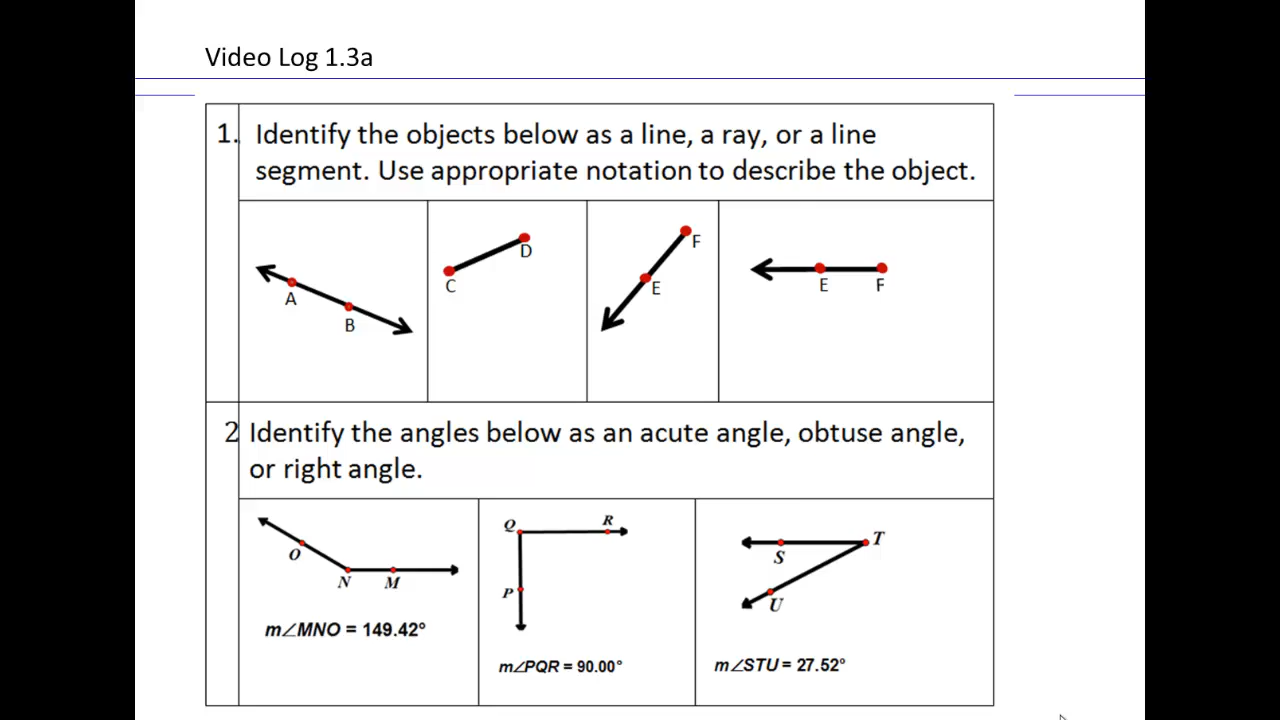 Video Log 1.3a
1. Identify the objects below as a line, a ray, or a line
segment. Use appropriate notation to describe the object.
A
B
C
D
E
F
E
F
2 Identify the angles below as an acute angle, obtuse angle,
or right angle.
O
N
M
m∠MNO = 149.42°
Q
R
P
m∠PQR = 90.00°
S
T
U
m∠STU = 27.52°